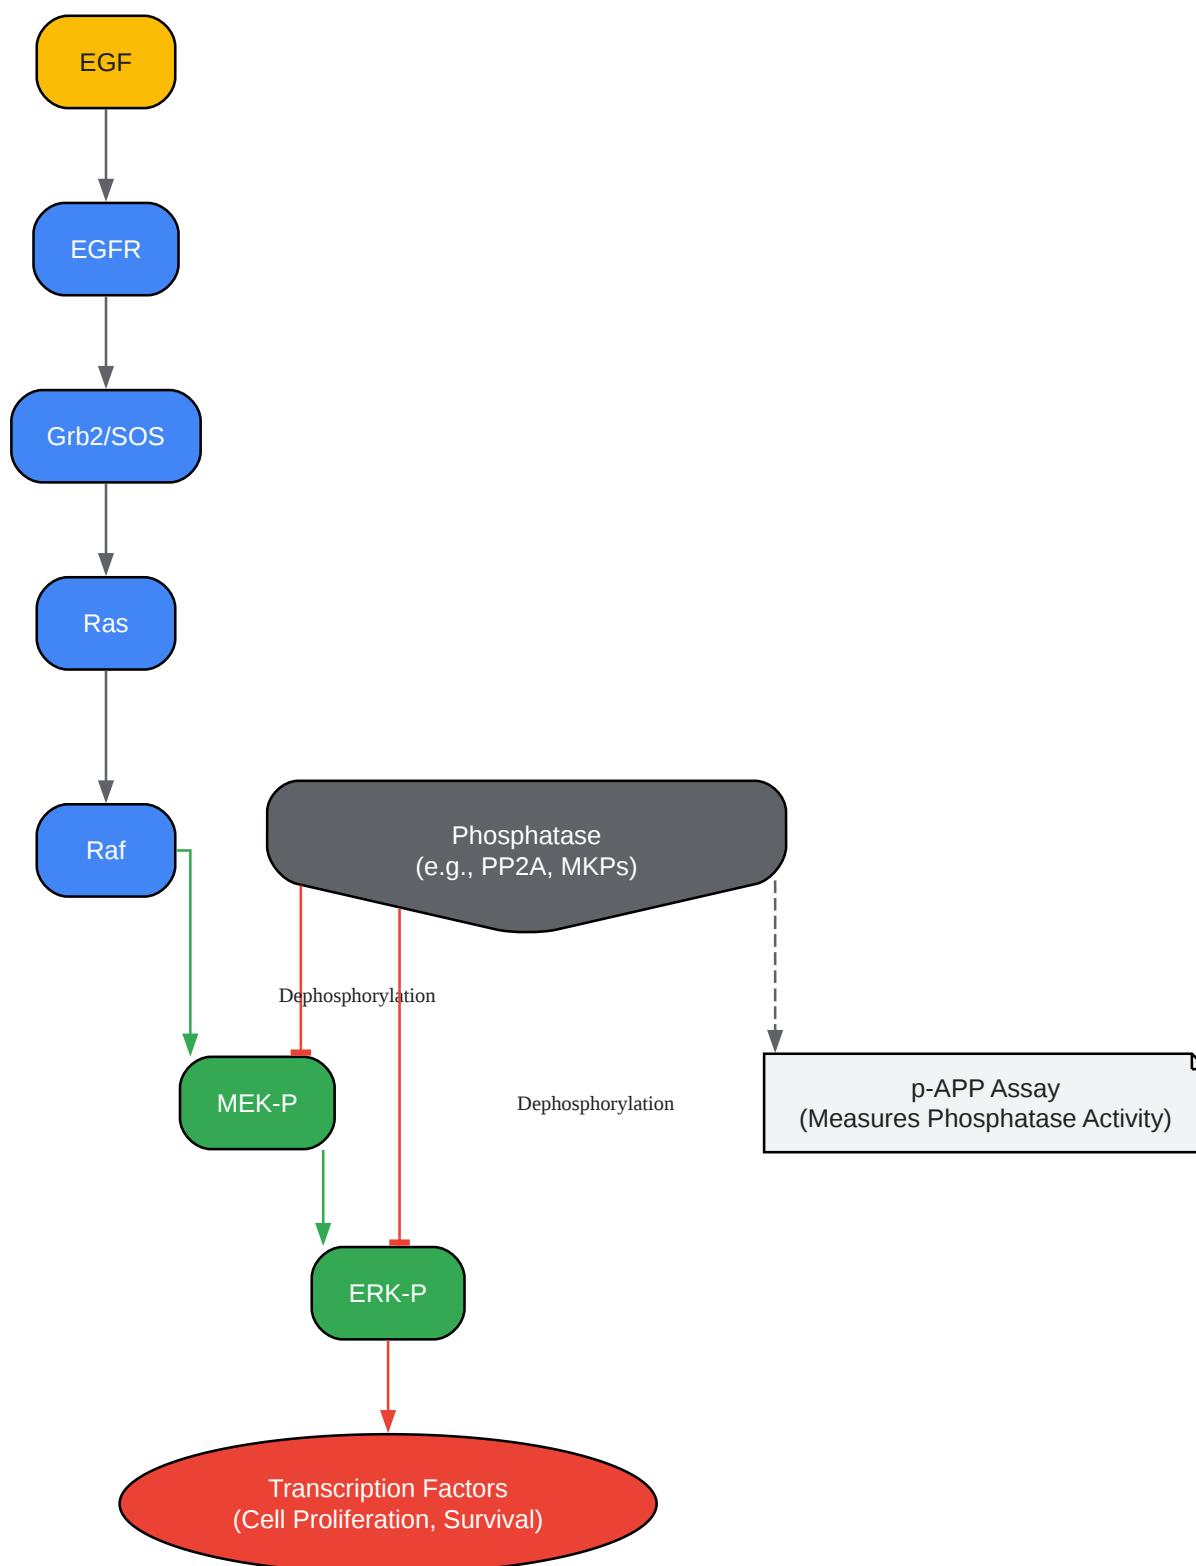 EGF
EGFR
Grb2/SOS
Ras
Raf
Phosphatase
(e.g., PP2A, MKPs)
Dephosphorylation
MEK-P
Dephosphorylation
p-APP Assay
(Measures Phosphatase Activity)
ERK-P
Transcription Factors
(Cell Proliferation, Survival)